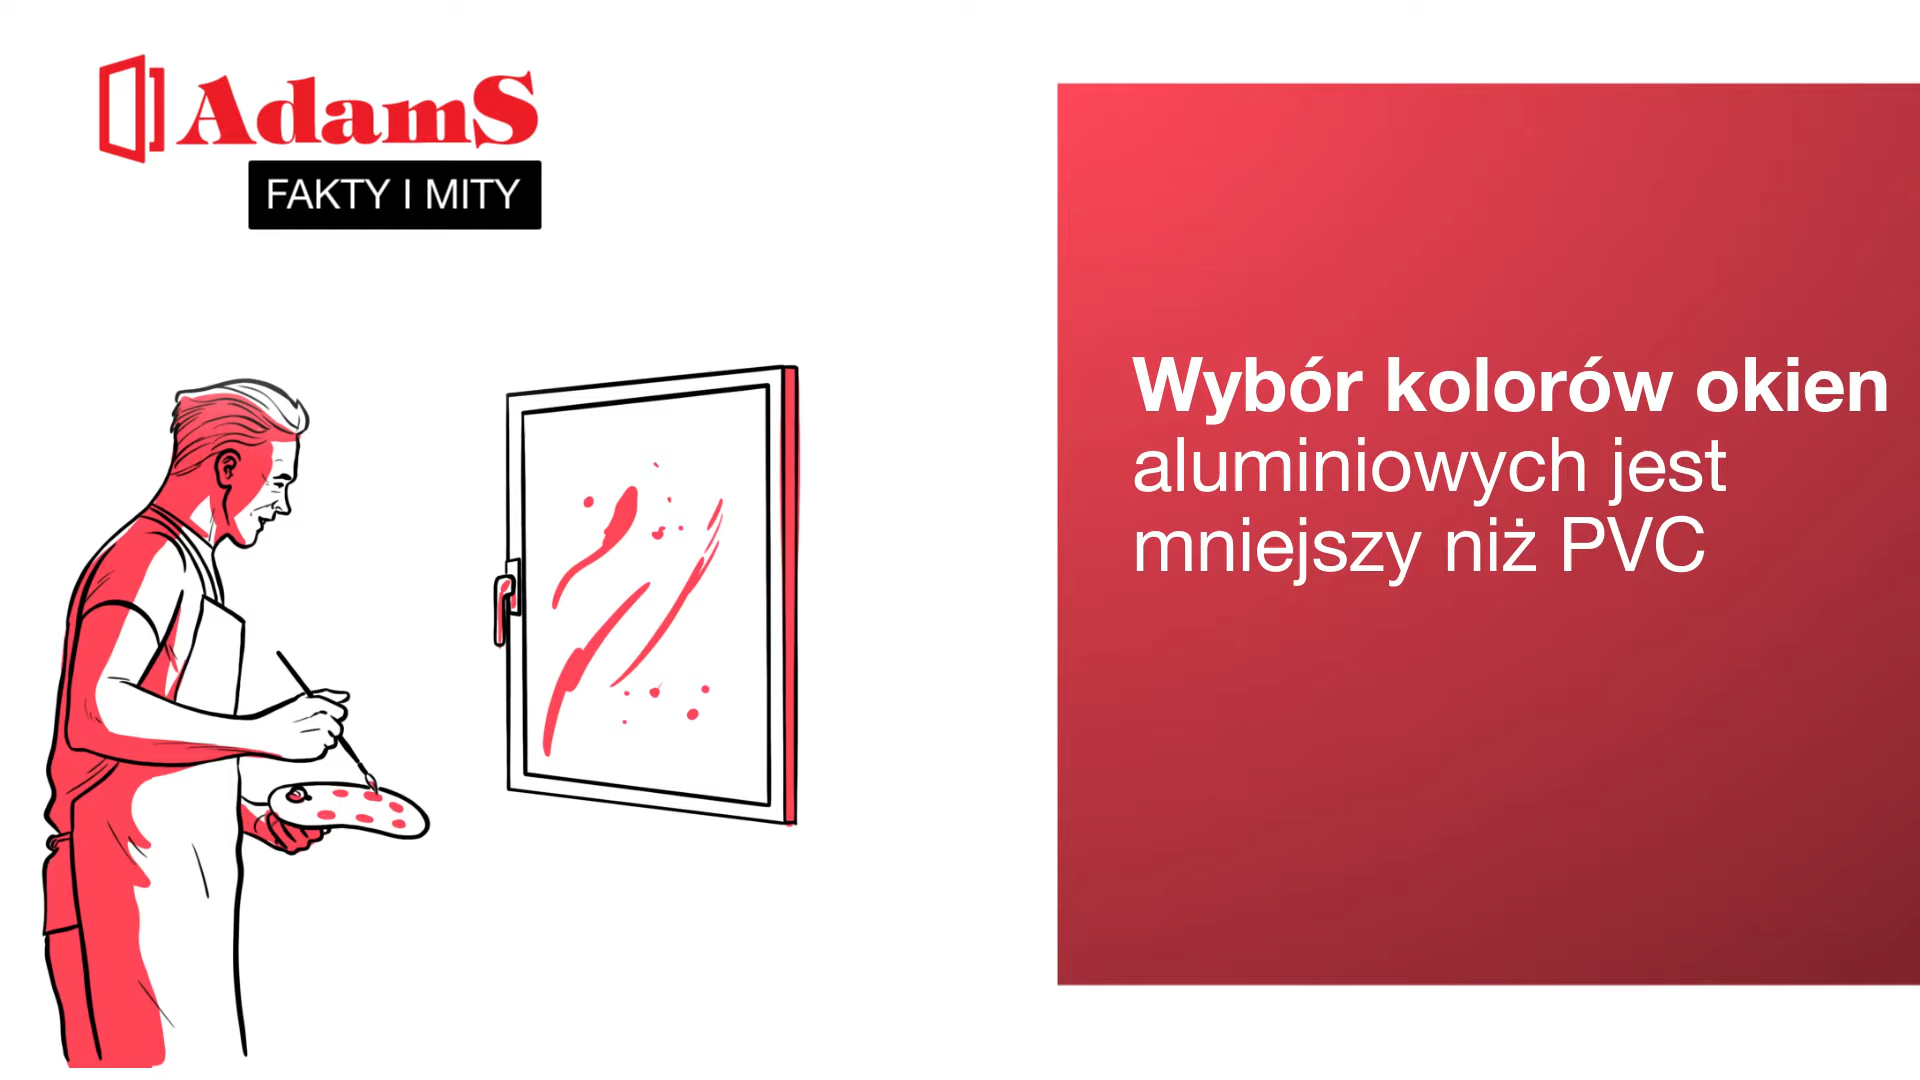 AdamS
FAKTY I MITY
Wybór kolorów okien
aluminiowych jest
mniejszy niż PVC